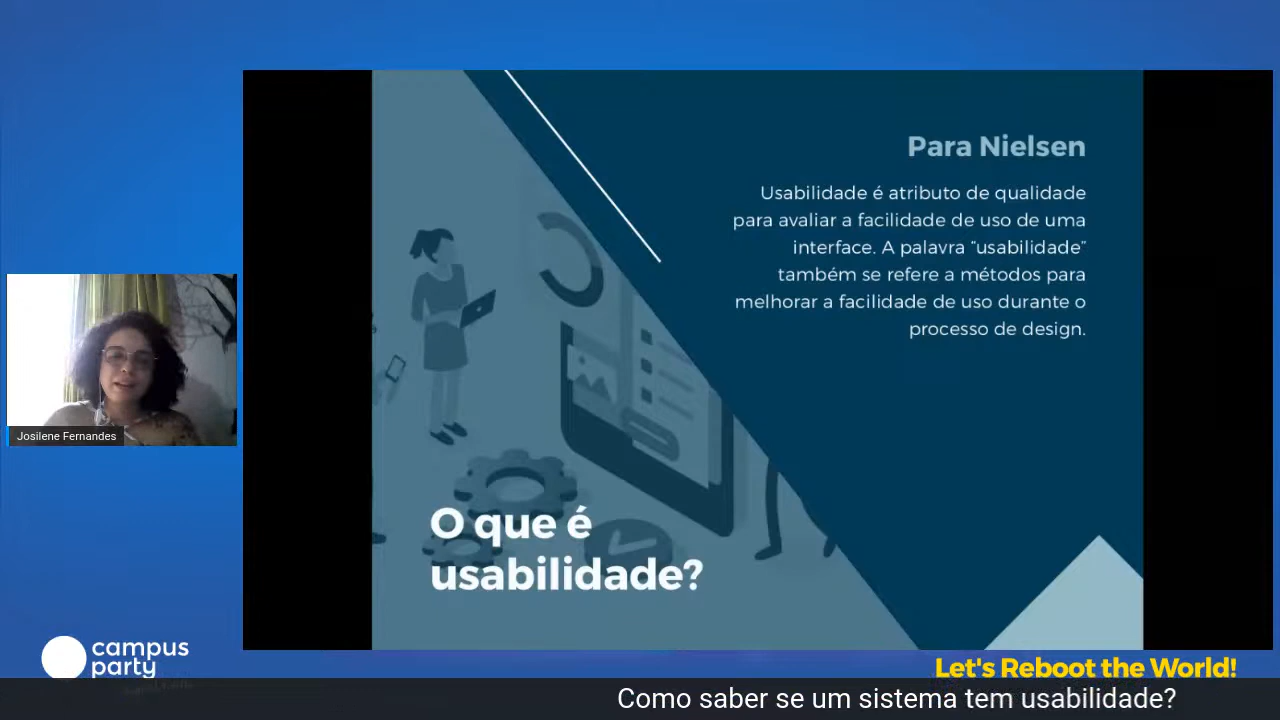 Para Nielsen
Usabilidade é atributo de qualidade
para avaliar a facilidade de uso de uma
interface. A palavra “usabilidade”
também se refere a métodos para
melhorar a facilidade de uso durante o
processo de design.
O que é
usabilidade?
Josilene Fernandes
campus
party
Let's Reboot the World!
Como saber se um sistema tem usabilidade?